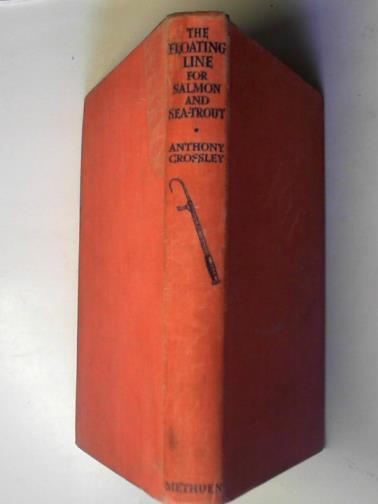 THE
FLOATING
LINE
FOR
SALMON
AND
SEA-TROUT
ANTHONY
CROSSLEY
METHUEN